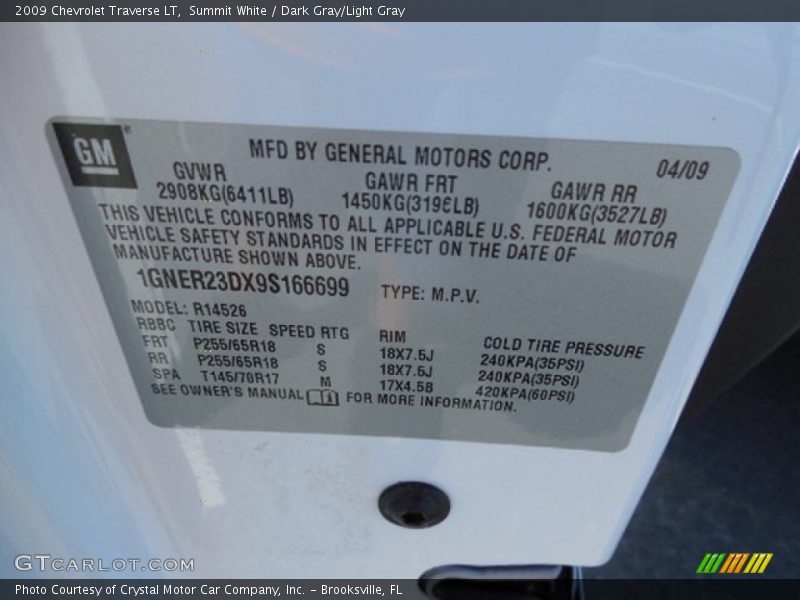 2009 Chevrolet Traverse LT,  Summit White / Dark Gray/Light Gray
GM
MFD BY GENERAL MOTORS CORP.
04/09
GVWR GAWR FRT GAWR RR
2908KG(6411LB) 1450KG(3196LB) 1600KG(3527LB)
THIS VEHICLE CONFORMS TO ALL APPLICABLE U.S. FEDERAL MOTOR
VEHICLE SAFETY STANDARDS IN EFFECT ON THE DATE OF
MANUFACTURE SHOWN ABOVE.
1GNER23DX9S166699 TYPE: M.P.V.
MODEL: R14526
RBBC TIRE SIZE SPEED RTG RIM COLD TIRE PRESSURE
FRT P255/65R18 S 18X7.5J 240KPA(35PSI)
RR P255/65R18 S 18X7.5J 240KPA(35PSI)
SPA T145/70R17 M 17X4.5B 420KPA(60PSI)
SEE OWNER'S MANUAL FOR MORE INFORMATION.
GTCARLOT.COM
Photo Courtesy of Crystal Motor Car Company, Inc. – Brooksville, FL